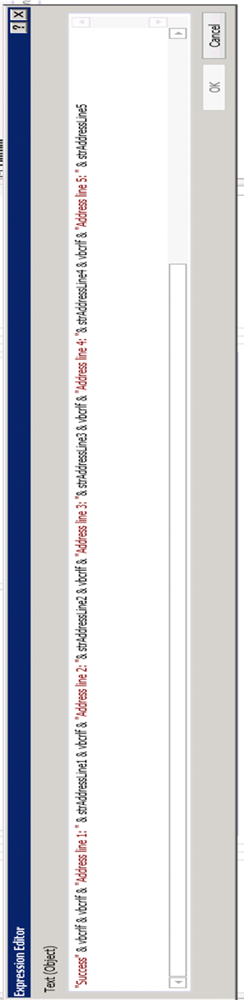 Expression Editor
Text (Object)
"Success" & vbcrlf & vbcrlf & "Address line 1: " & strAddressLine1 & vbcrlf & "Address line 2: "& strAddressLine2 & vbcrlf & "Address line 3: "& strAddressLine3 & vbcrlf & "Address line 4: "& strAddressLine4 & vbcrlf & "Address line 5: " & strAddressLine5
OK
Cancel